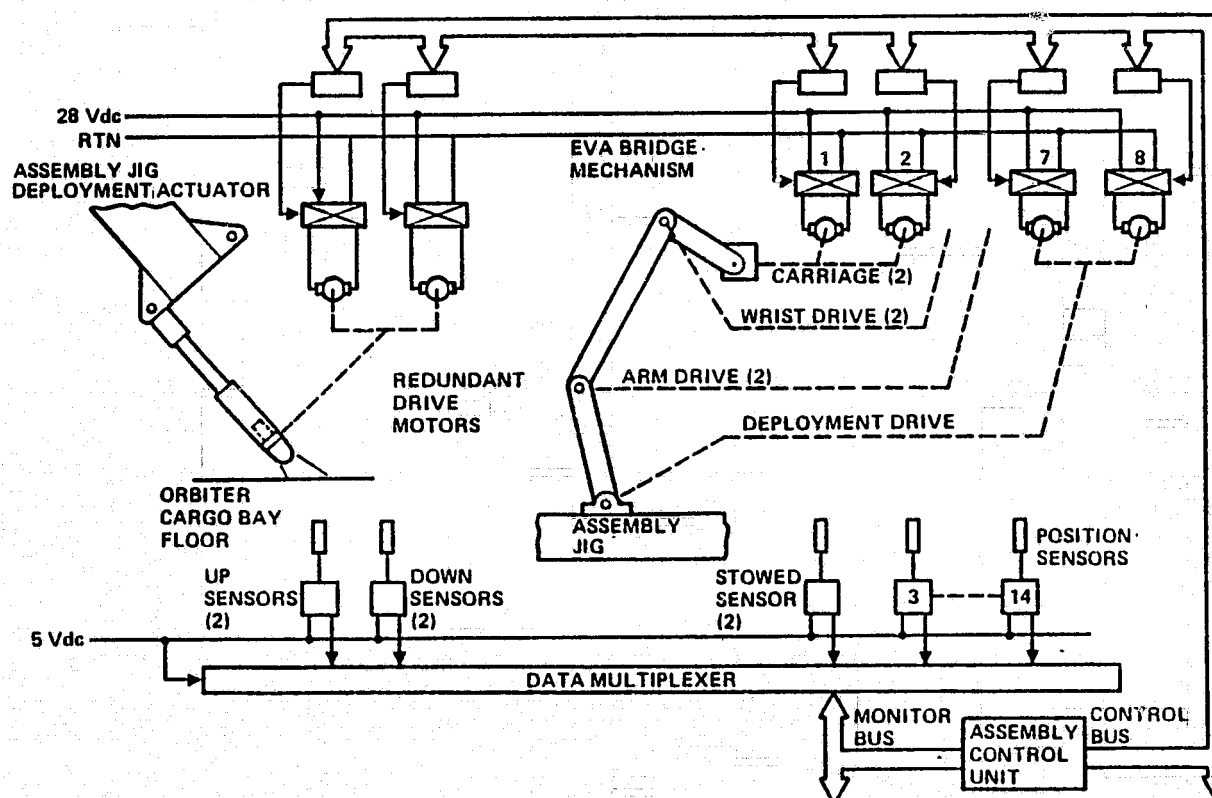 28 Vdc
RTN
ASSEMBLY JIG
DEPLOYMENT ACTUATOR
EVA BRIDGE
MECHANISM
1
2
7
8
CARRIAGE (2)
WRIST DRIVE (2)
ARM DRIVE (2)
DEPLOYMENT DRIVE
REDUNDANT
DRIVE
MOTORS
ORBITER
CARGO BAY
FLOOR
ASSEMBLY
JIG
UP
SENSORS
(2)
DOWN
SENSORS
(2)
STOWED
SENSOR
(2)
3
14
POSITION
SENSORS
5 Vdc
DATA MULTIPLEXER
MONITOR
BUS
ASSEMBLY
CONTROL
UNIT
CONTROL
BUS